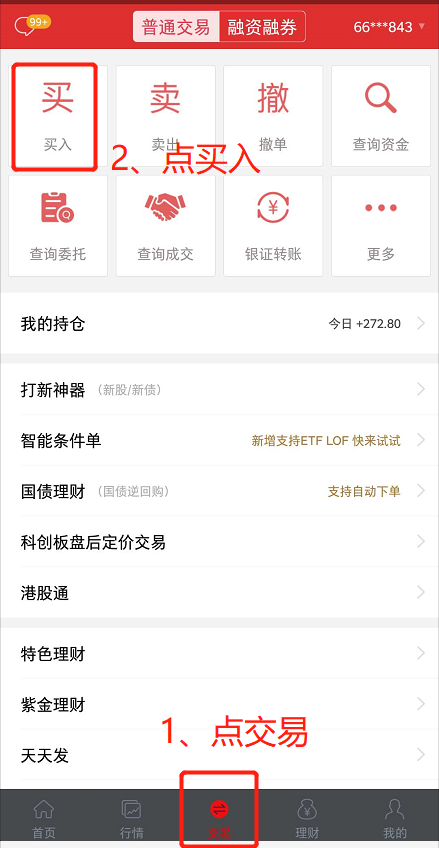 99+
普通交易 融资融券
66***843
买 卖 撤
买入 卖出 撤单 查询资金
2、点买入
查询委托 查询成交 银证转账 更多
我的持仓 今日 +272.80
打新神器 (新股/新债)
智能条件单 新增支持ETF LOF 快来试试
国债理财 (国债逆回购) 支持自动下单
科创板盘后定价交易
港股通
特色理财
紫金理财
1、点交易
天天发
首页 行情 交易 理财 我的